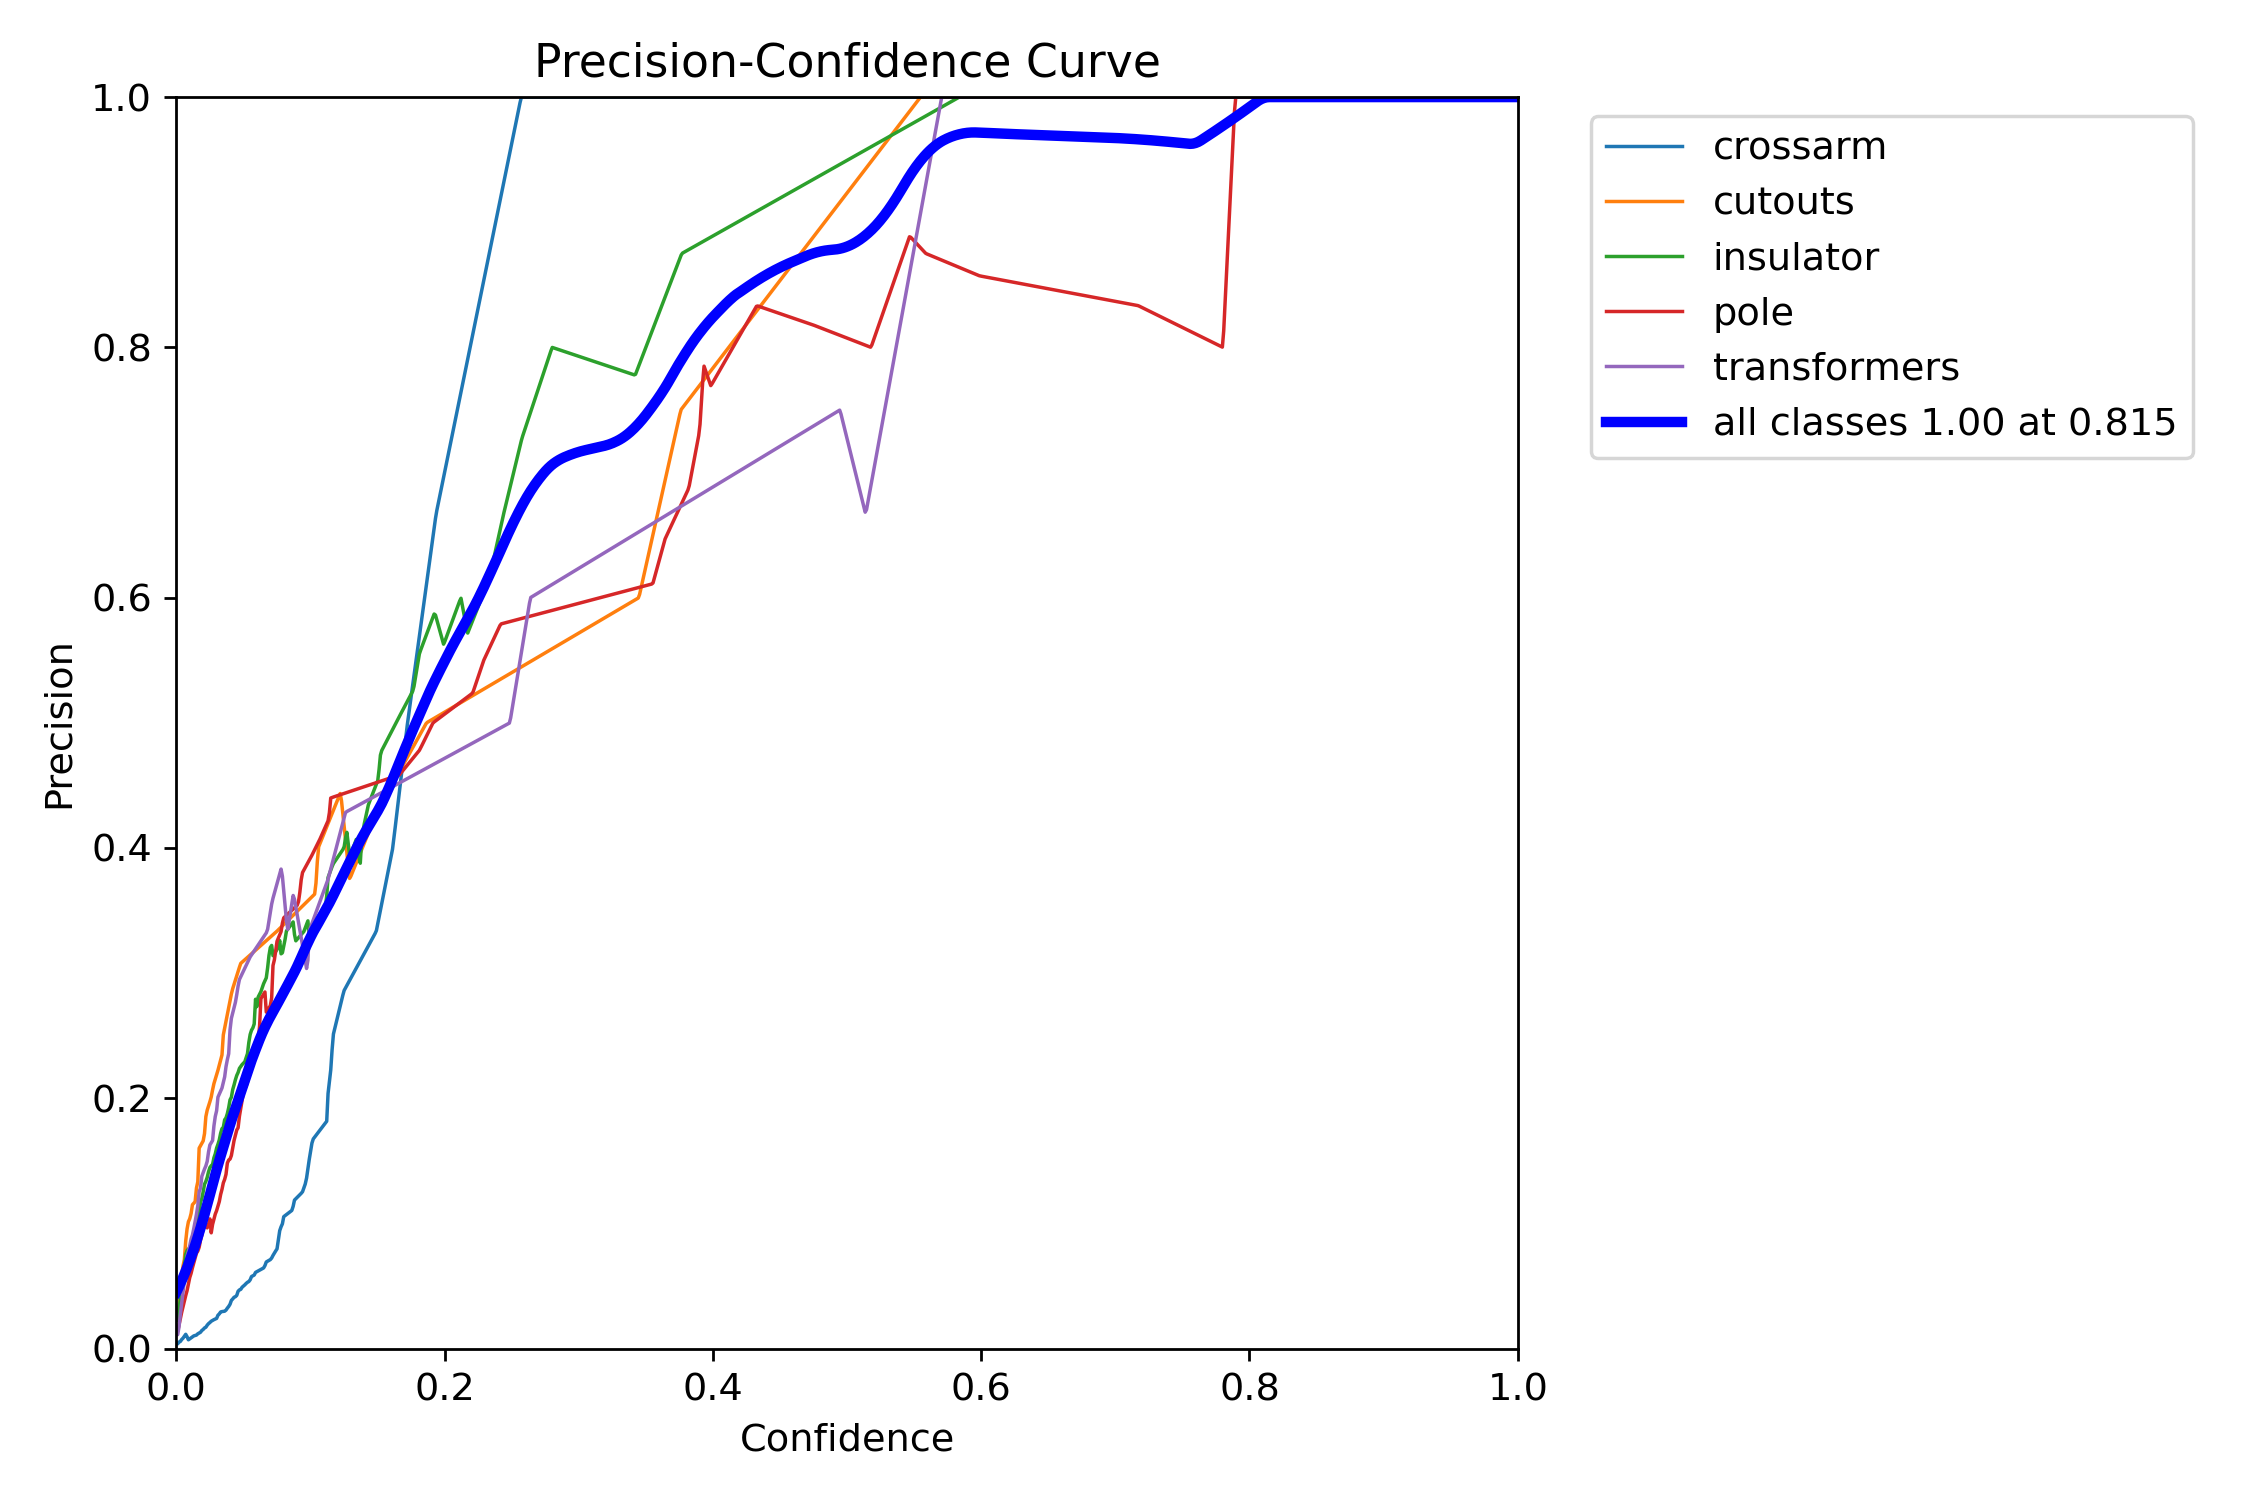 Precision-Confidence Curve
1.0
0.8
0.6
0.4
0.2
0.0
Precision
0.0 0.2 0.4 0.6 0.8 1.0
Confidence
crossarm
cutouts
insulator
pole
transformers
all classes 1.00 at 0.815